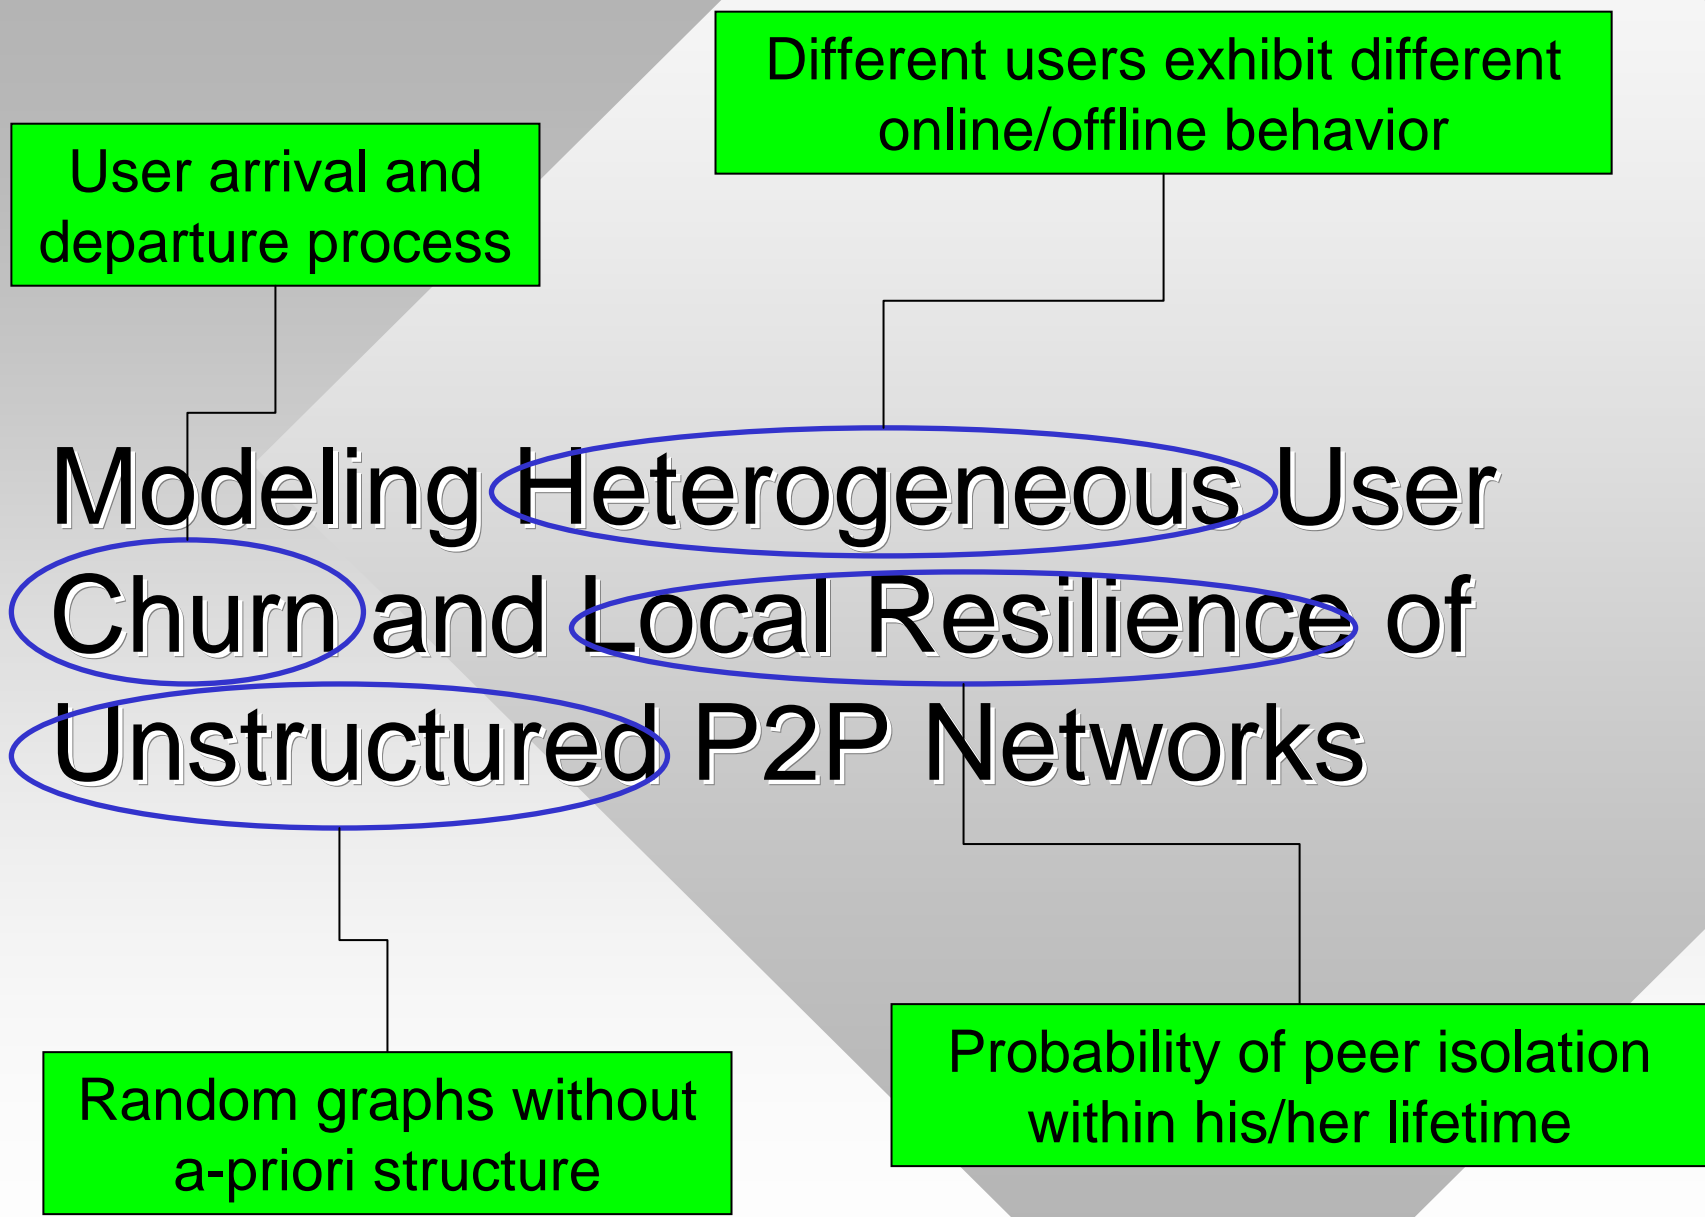 Different users exhibit different
online/offline behavior
User arrival and
departure process
Modeling Heterogeneous User
Churn and Local Resilience of
Unstructured P2P Networks
Probability of peer isolation
within his/her lifetime
Random graphs without
a-priori structure